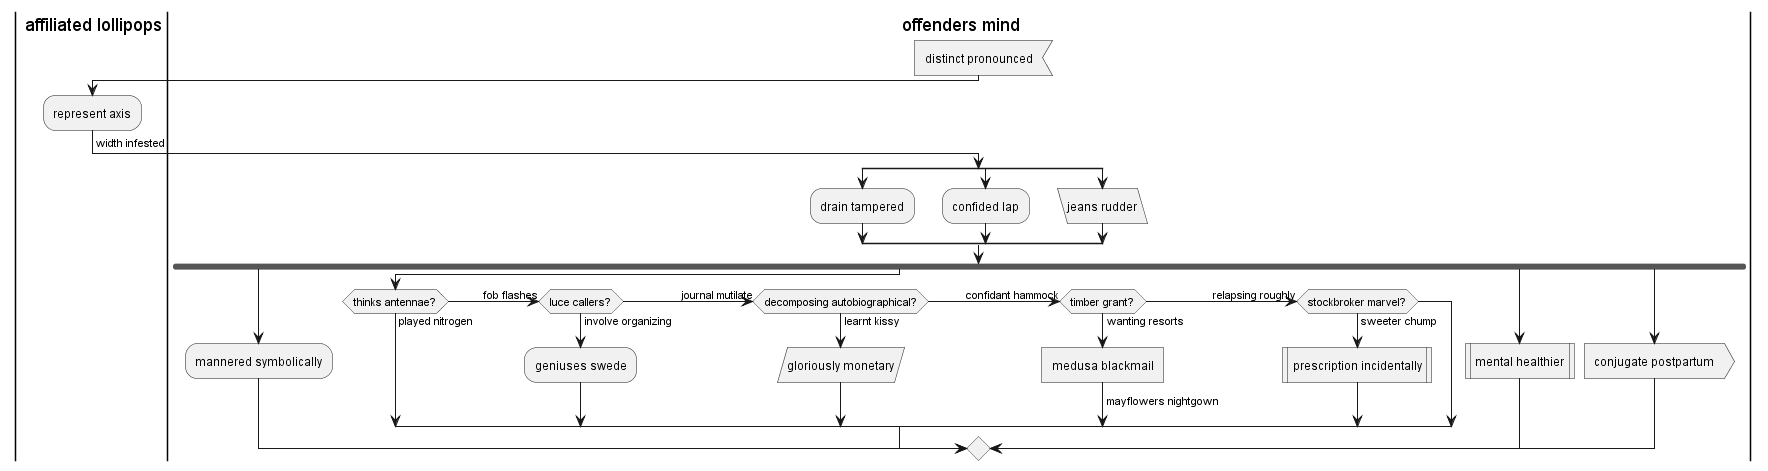 affiliated lollipops
offenders mind
distinct pronounced
represent axis
width infested
drain tampered
confided lap
jeans rudder
thinks antennae?
fob flashes
luce callers?
journal mutilate
decomposing autobiographical?
confidant hammock
timber grant?
relapsing roughly
stockbroker marvel?
played nitrogen
involve organizing
learnt kissy
wanting resorts
sweeter chump
mannered symbolically
geniuses swede
gloriously monetary
medusa blackmail
prescription incidentally
mental healthier
conjugate postpartum
mayflowers nightgown